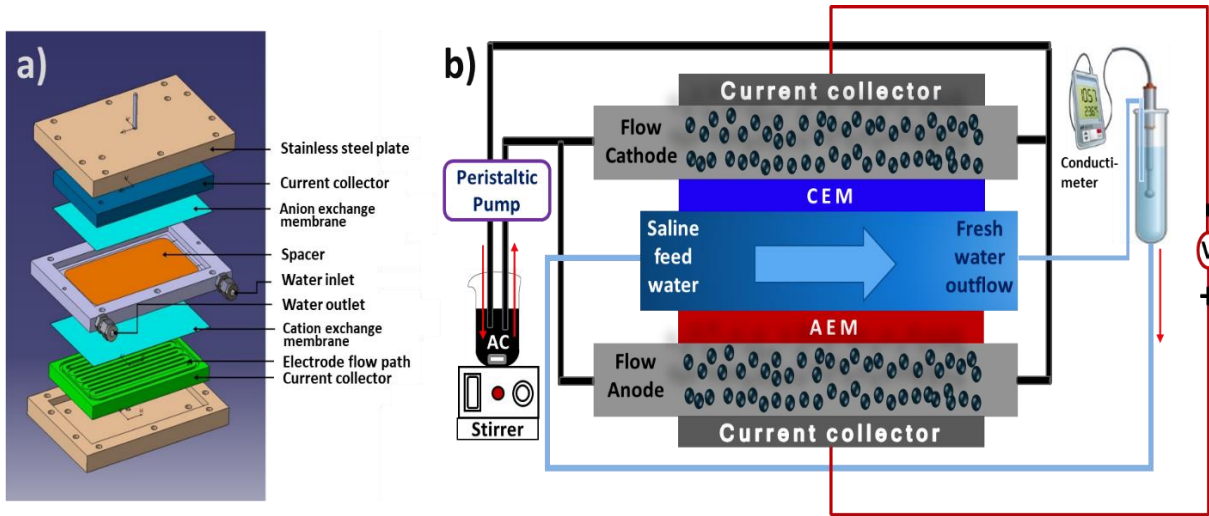 a)
Stainless steel plate
Current collector
Anion exchange
membrane
Spacer
Water inlet
Water outlet
Cation exchange
membrane
Electrode flow path
Current collector
b)
Current collector
Flow
Cathode
Peristaltic
Pump
CEM
Saline
feed
water
Fresh
water
outflow
AEM
AC
Flow
Anode
Current collector
Stirrer
1057
Conducti-
meter
V
+